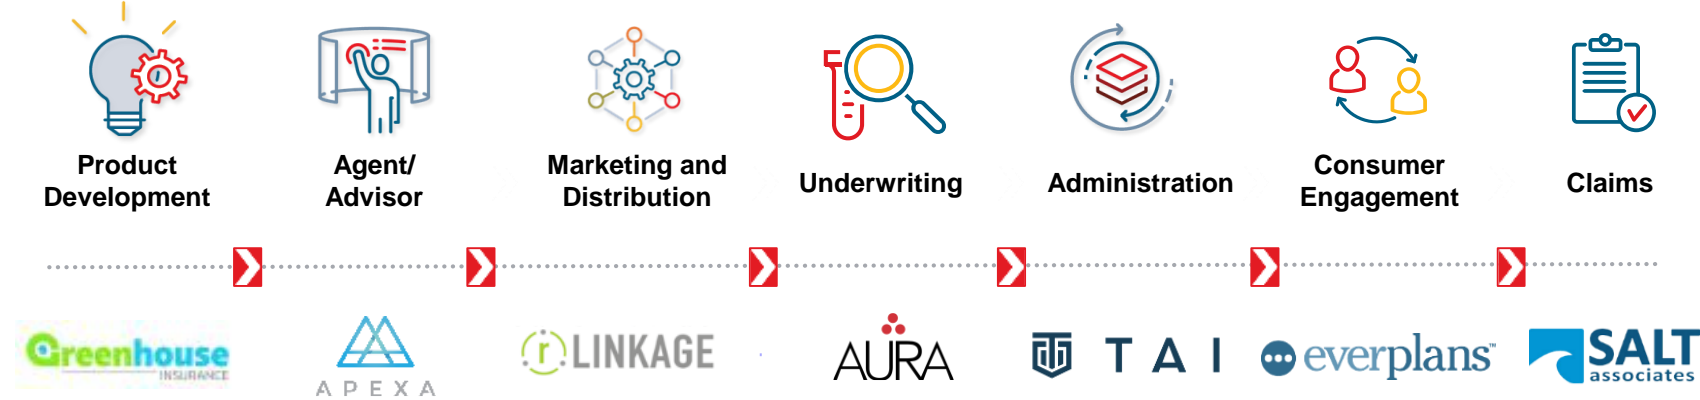 Product
Development
Agent/
Advisor
Marketing and
Distribution
Underwriting
Administration
Consumer
Engagement
Claims
Greenhouse
INSURANCE
APEXA
r LINKAGE
AURA
TAI
everplans™
SALT
associates